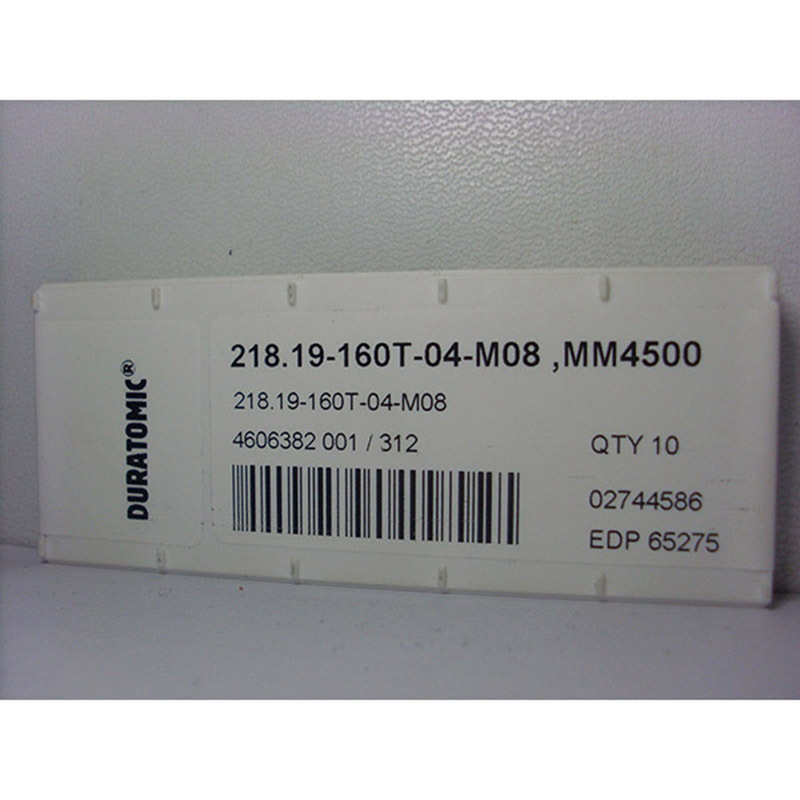 DURATOMIC®
218.19-160T-04-M08 ,MM4500
218.19-160T-04-M08
4606382 001 / 312
QTY 10
02744586
EDP 65275